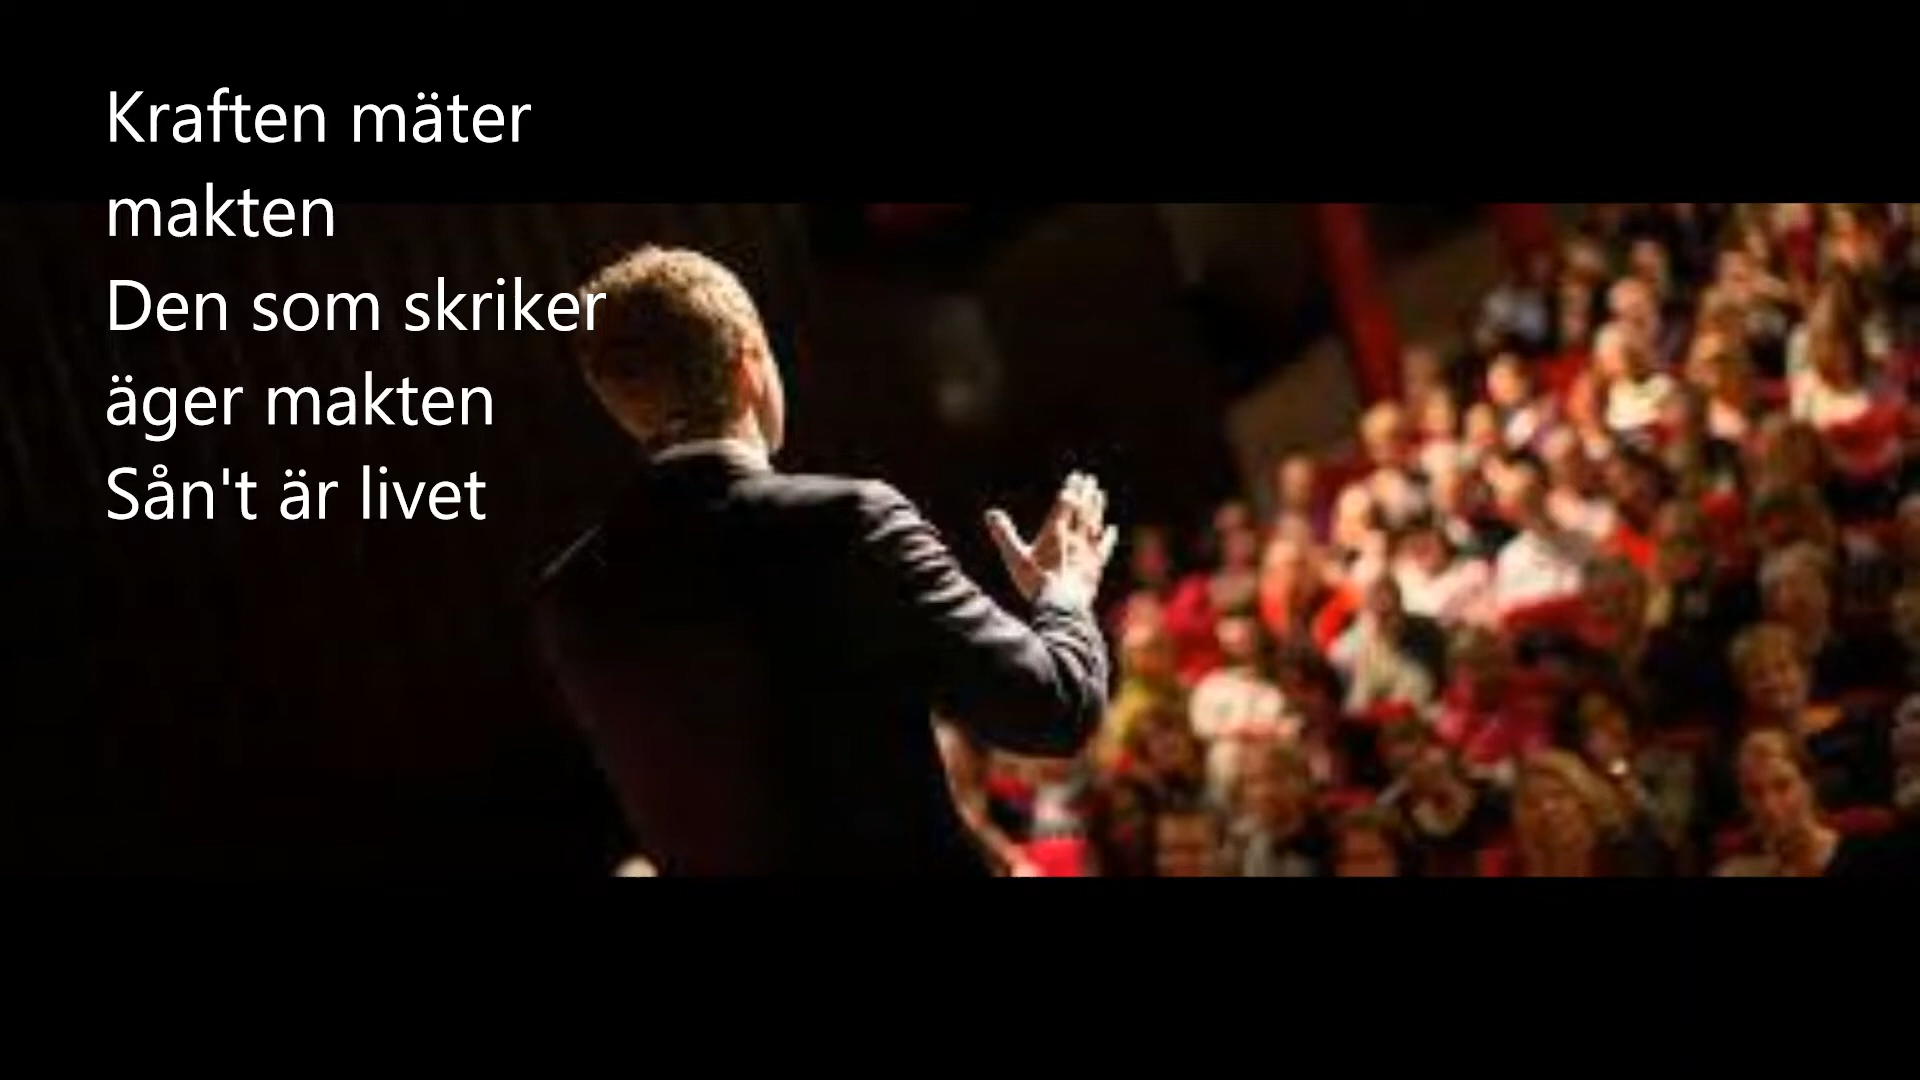 Kraften mäter
makten
Den som skriker
äger makten
Sån't är livet